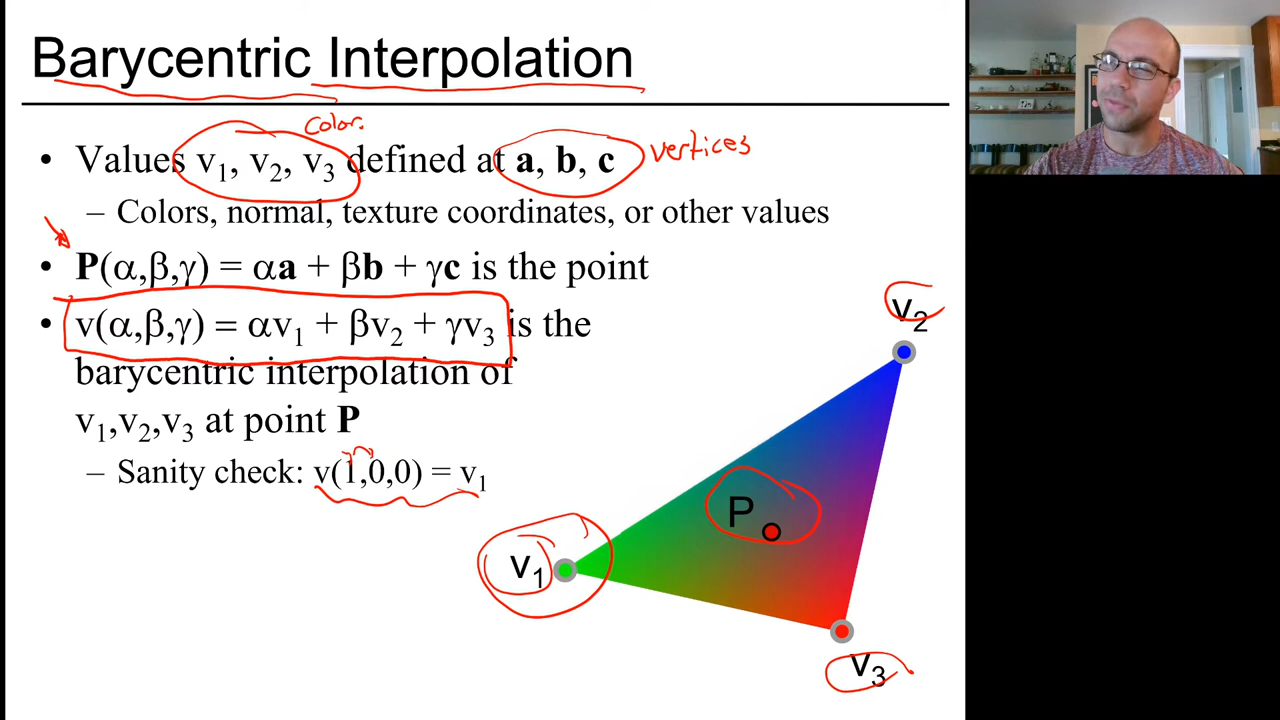 Barycentric Interpolation
color.
• Values v₁, v₂, v₃ defined at a, b, c vertices
– Colors, normal, texture coordinates, or other values
• P(α,β,γ) = αa + βb + γc is the point
• v(α,β,γ) = αv₁ + βv₂ + γv₃ is the
barycentric interpolation of
v₁,v₂,v₃ at point P
– Sanity check: v(1,0,0) = v₁
v₂
P
v₁
v₃